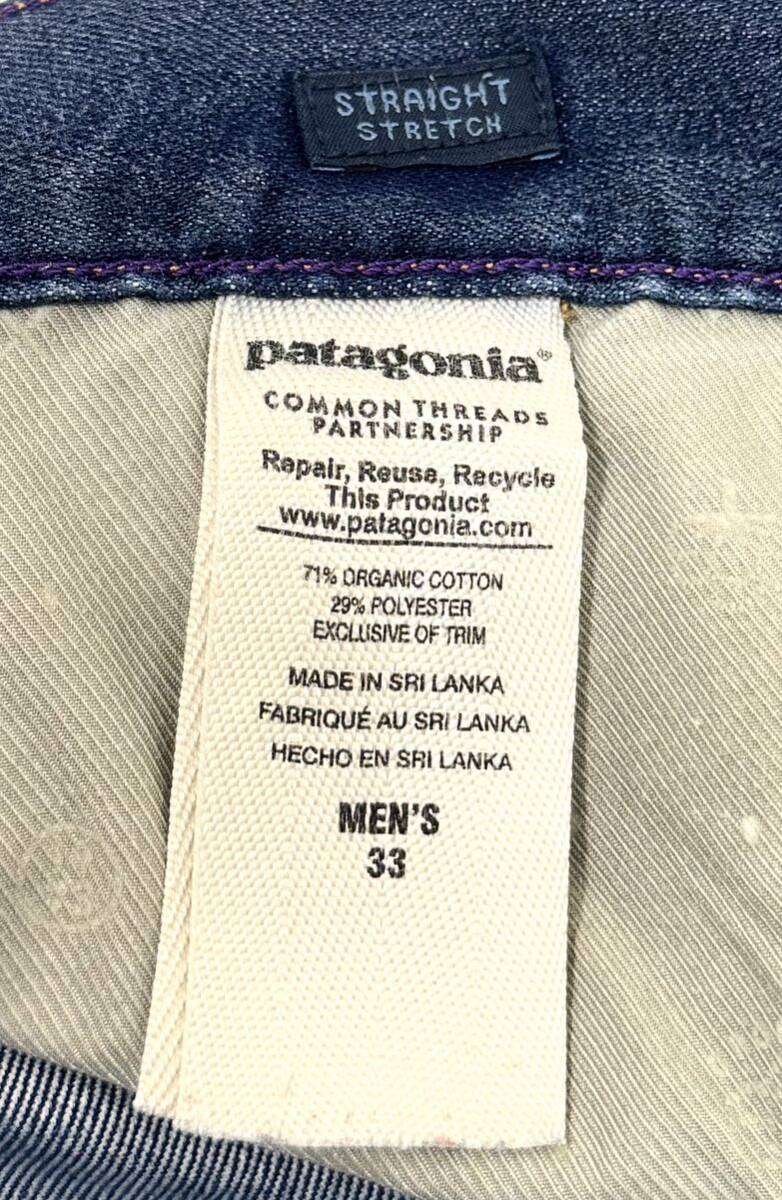 STRAIGHT
STRETCH
patagonia®
COMMON THREADS
PARTNERSHIP
Repair, Reuse, Recycle
This Product
www.patagonia.com
71% ORGANIC COTTON
29% POLYESTER
EXCLUSIVE OF TRIM
MADE IN SRI LANKA
FABRIQUÉ AU SRI LANKA
HECHO EN SRI LANKA
MEN'S
33